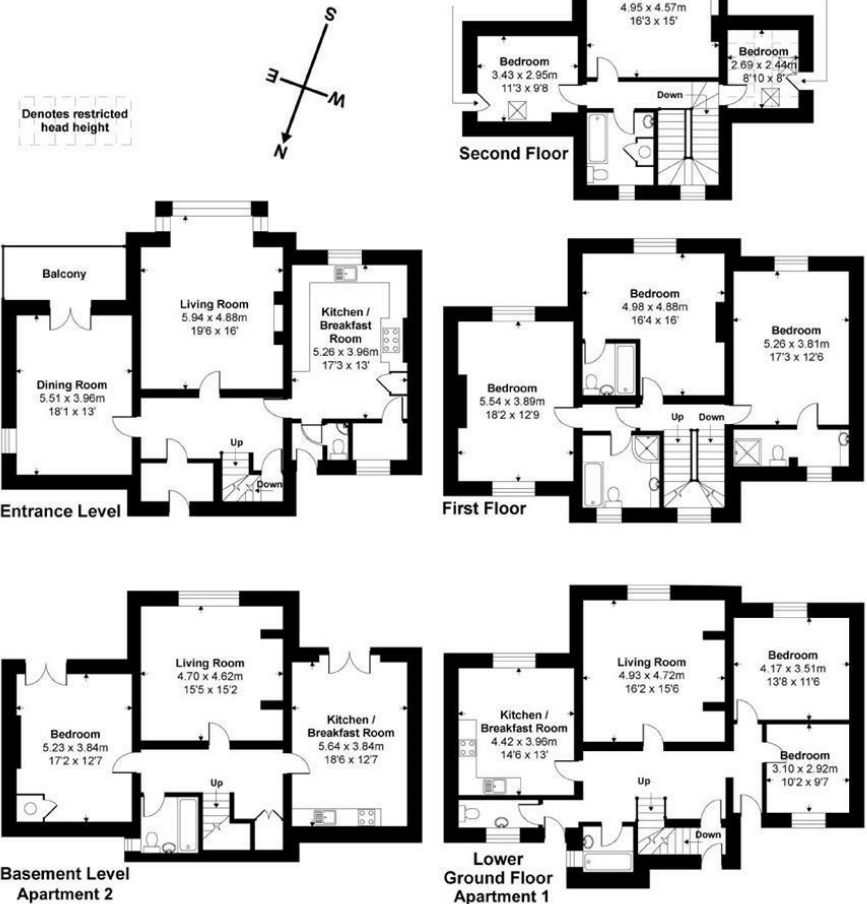 4.95 x 4.57m
16'3 x 15'
Bedroom
3.43 x 2.95m
11'3 x 9'8
Bedroom
2.69 x 2.44m
8'10 x 8'
Down
Second Floor
Denotes restricted
head height
S
E
W
N
Balcony
Living Room
5.94 x 4.88m
19'6 x 16'
Kitchen /
Breakfast
Room
5.26 x 3.96m
17'3 x 13'
Dining Room
5.51 x 3.96m
18'1 x 13'
Up
Down
Entrance Level
Bedroom
4.98 x 4.88m
16'4 x 16'
Bedroom
5.26 x 3.81m
17'3 x 12'6
Bedroom
5.54 x 3.89m
18'2 x 12'9
Up
Down
First Floor
Living Room
4.70 x 4.62m
15'5 x 15'2
Bedroom
5.23 x 3.84m
17'2 x 12'7
Kitchen /
Breakfast Room
5.64 x 3.84m
18'6 x 12'7
Up
Basement Level
Apartment 2
Living Room
4.93 x 4.72m
16'2 x 15'6
Bedroom
4.17 x 3.51m
13'8 x 11'6
Kitchen /
Breakfast Room
4.42 x 3.96m
14'6 x 13'
Bedroom
3.10 x 2.92m
10'2 x 9'7
Up
Down
Lower
Ground Floor
Apartment 1